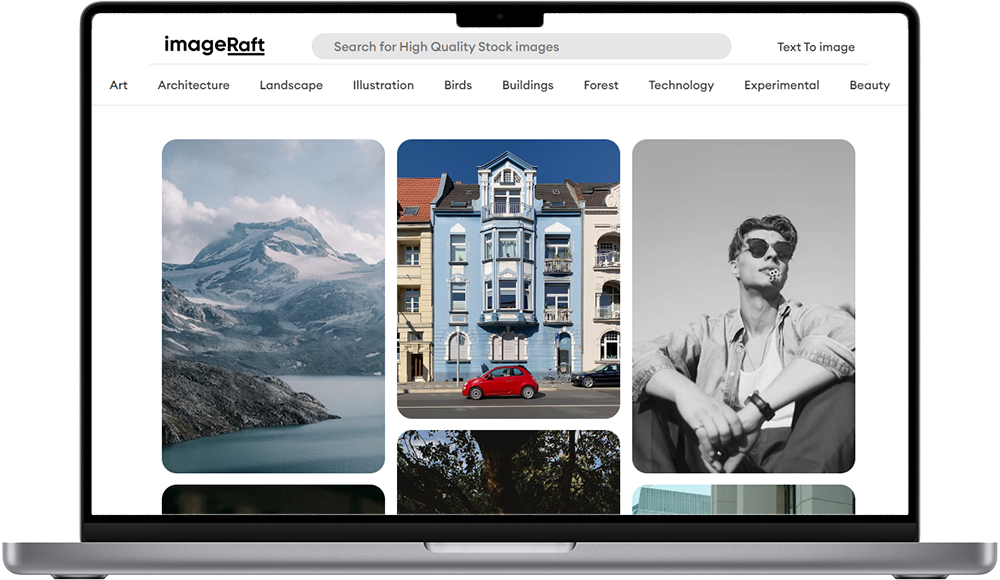 imageRaft Search for High Quality Stock images Text To image
Art Architecture Landscape Illustration Birds Buildings Forest Technology Experimental Beauty